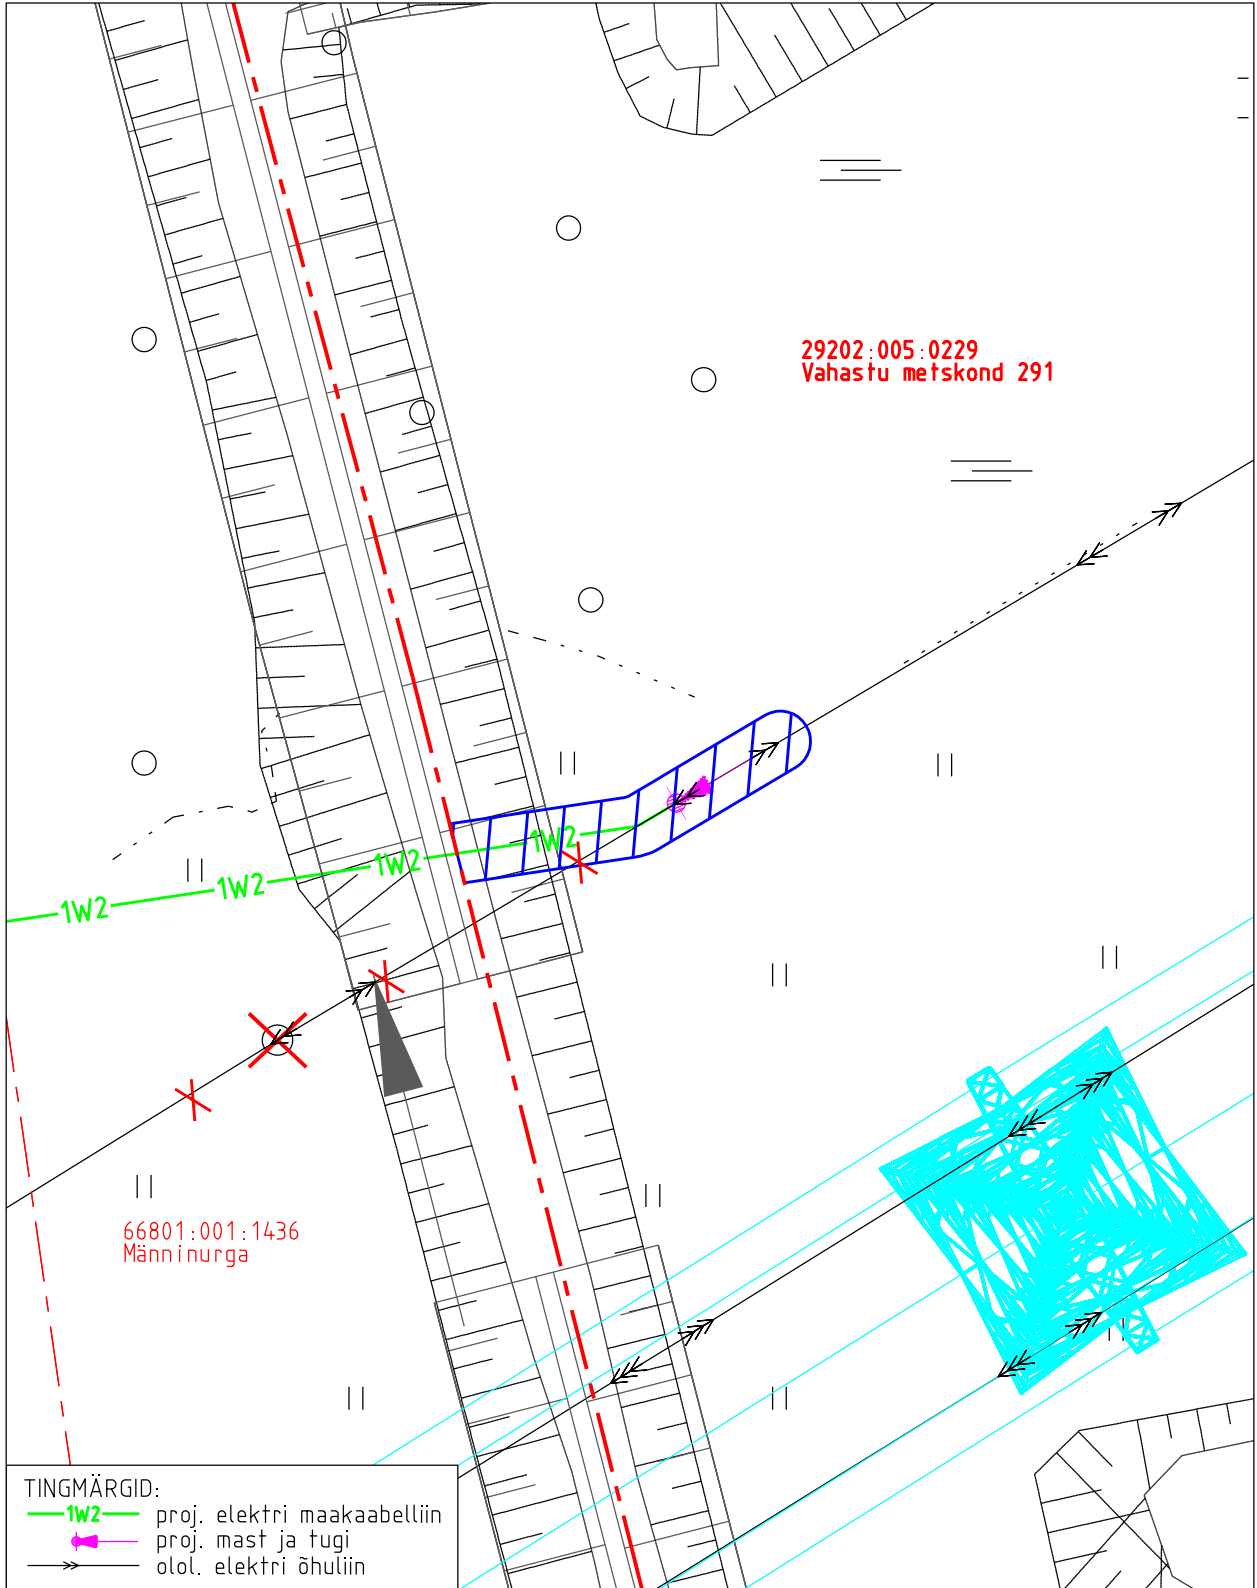 29202:005:0229
Vahastu metskond 291
1W2
1W2
1W2
1W2
66801:001:1436
Männinurga
TINGMÄRGID:
1W2 proj. elektri maakaabelliin
proj. mast ja tugi
olol. elektri õhuliin